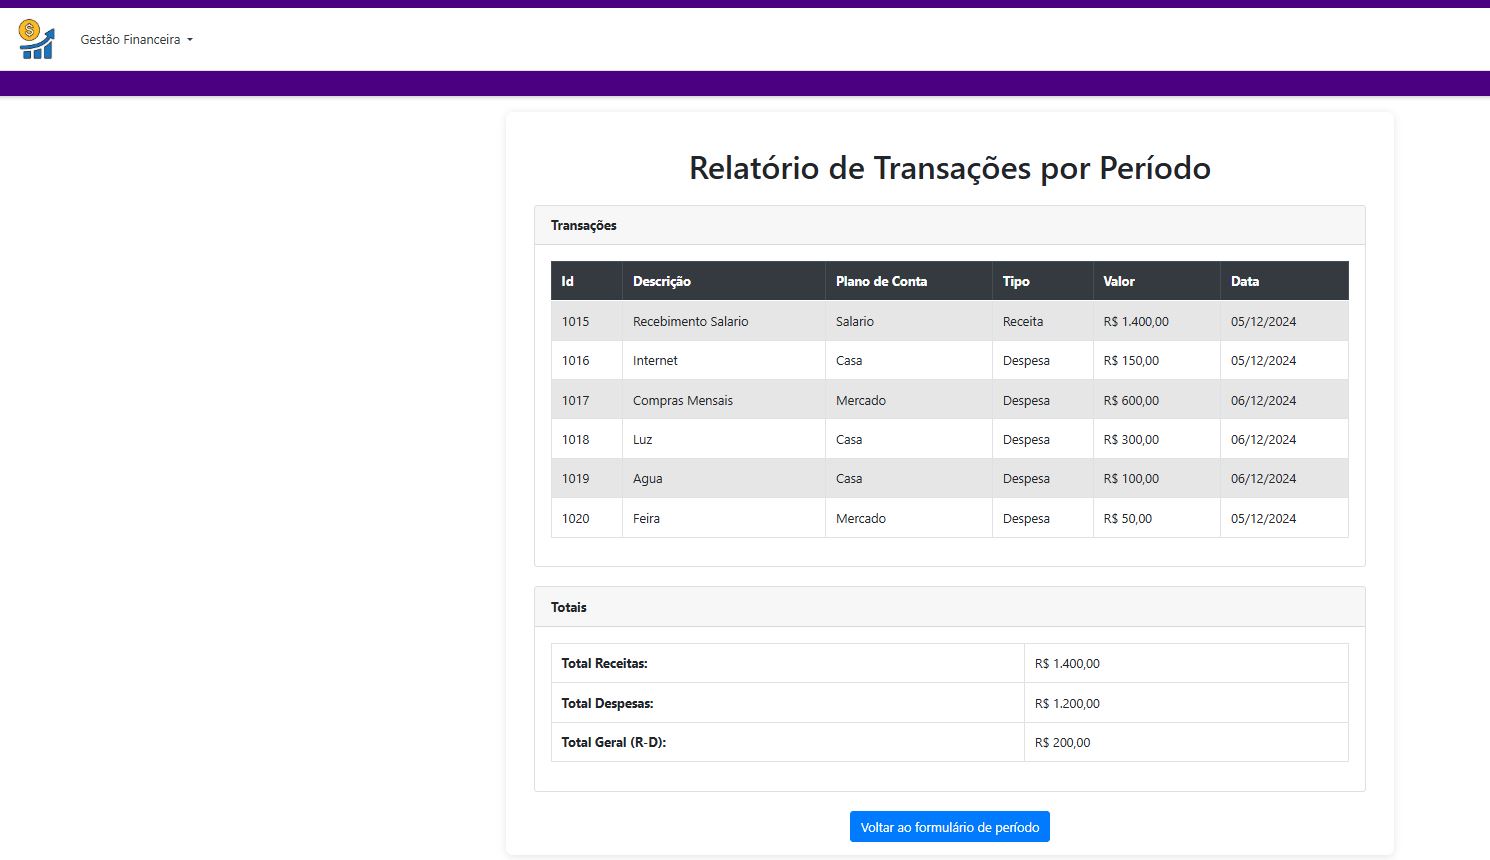 $
Gestão Financeira
Relatório de Transações por Período
Transações
Id Descrição Plano de Conta Tipo Valor Data
1015 Recebimento Salario Salario Receita R$ 1.400,00 05/12/2024
1016 Internet Casa Despesa R$ 150,00 05/12/2024
1017 Compras Mensais Mercado Despesa R$ 600,00 06/12/2024
1018 Luz Casa Despesa R$ 300,00 06/12/2024
1019 Agua Casa Despesa R$ 100,00 06/12/2024
1020 Feira Mercado Despesa R$ 50,00 05/12/2024
Totais
Total Receitas: R$ 1.400,00
Total Despesas: R$ 1.200,00
Total Geral (R-D): R$ 200,00
Voltar ao formulário de período